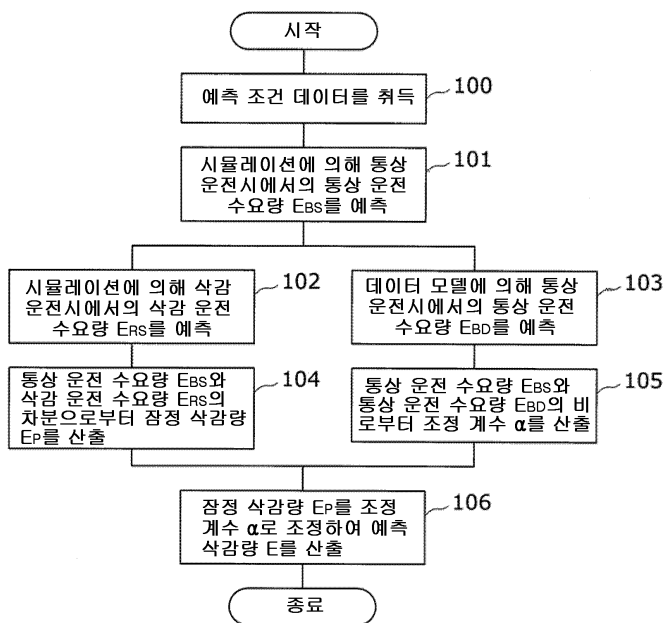 시작
예측 조건 데이터를 취득
100
시뮬레이션에 의해 통상
운전시에서의 통상 운전
수요량 EBS를 예측
101
시뮬레이션에 의해 삭감
운전시에서의 삭감 운전
수요량 ERS를 예측
102
데이터 모델에 의해 통상
운전시에서의 통상 운전
수요량 EBD를 예측
103
통상 운전 수요량 EBS와
삭감 운전 수요량 ERS의
차분으로부터 잠정 삭감량
EP를 산출
104
통상 운전 수요량 EBS와
통상 운전 수요량 EBD의 비
로부터 조정 계수 α를 산출
105
잠정 삭감량 EP를 조정
계수 α로 조정하여 예측
삭감량 E를 산출
106
종료